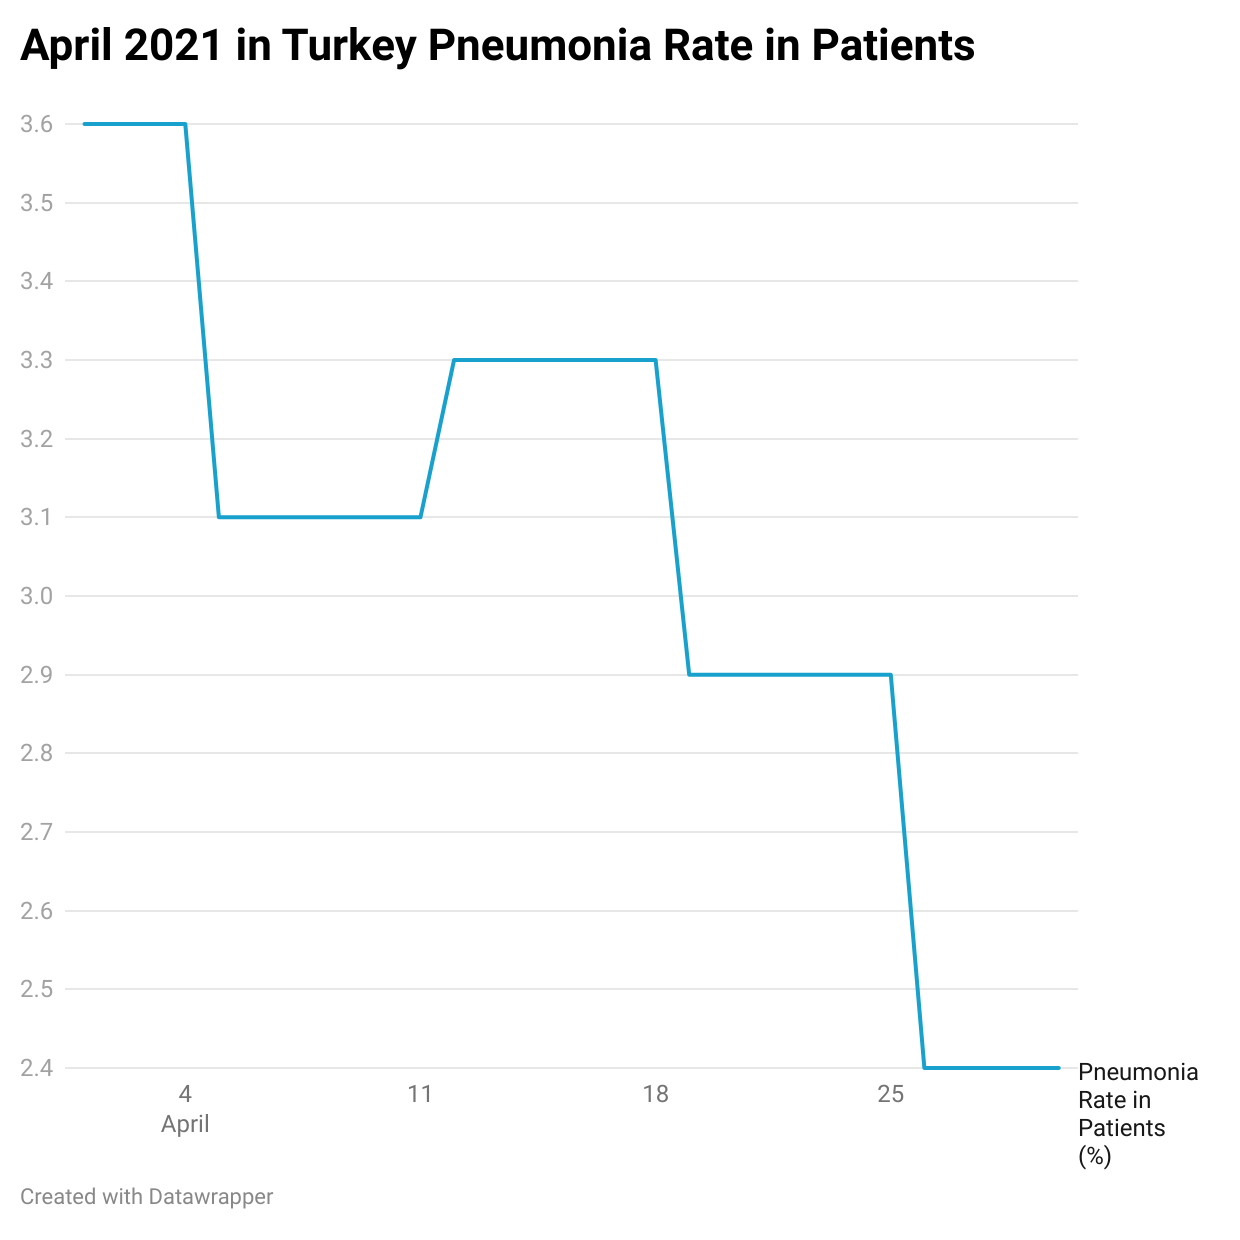 April 2021 in Turkey Pneumonia Rate in Patients
3.6
3.5
3.4
3.3
3.2
3.1
3.0
2.9
2.8
2.7
2.6
2.5
2.4
4 11 18 25
April
Pneumonia
Rate in
Patients
(%)
Created with Datawrapper